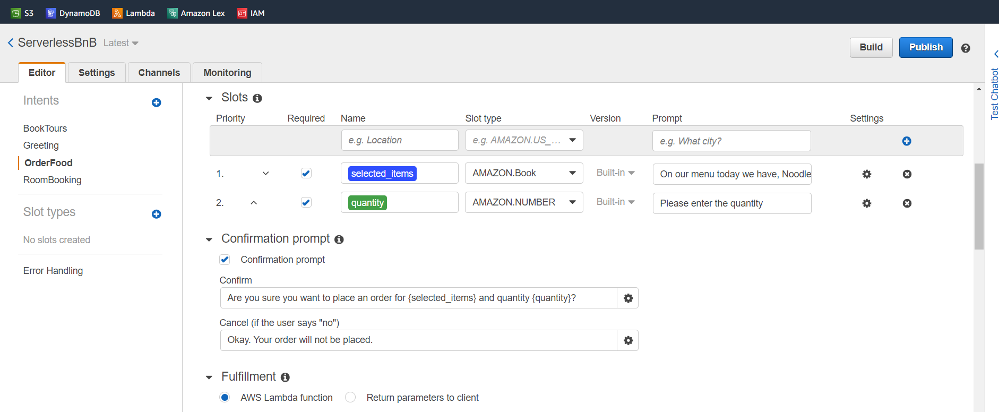 S3 DynamoDB Lambda Amazon Lex IAM
ServerlessBnB Latest
Build Publish
Editor Settings Channels Monitoring
Test Chatbot
Intents
BookTours
Greeting
OrderFood
RoomBooking
Slot types
No slots created
Error Handling
Slots
Priority Required Name Slot type Version Prompt Settings
e.g. Location e.g. AMAZON.US_... e.g. What city?
1. selected_items AMAZON.Book Built-in On our menu today we have, Noodle
2. quantity AMAZON.NUMBER Built-in Please enter the quantity
Confirmation prompt
Confirmation prompt
Confirm
Are you sure you want to place an order for {selected_items} and quantity {quantity}?
Cancel (if the user says "no")
Okay. Your order will not be placed.
Fulfillment
AWS Lambda function Return parameters to client